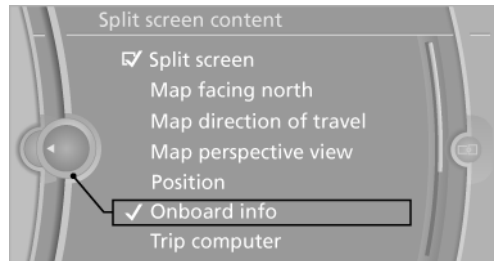 Split screen content
Split screen
Map facing north
Map direction of travel
Map perspective view
Position
Onboard info
Trip computer